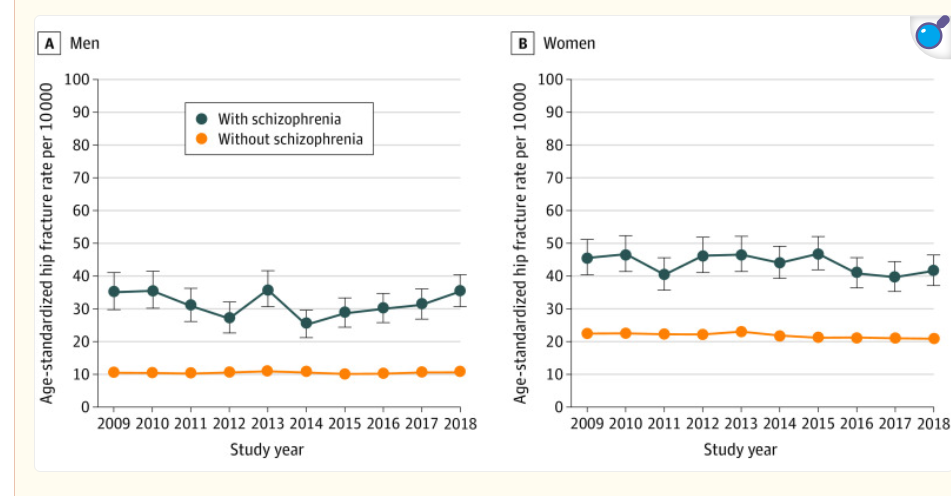 A Men
Age-standardized hip fracture rate per 10000
100
90
80
70
60
50
40
30
20
10
0
With schizophrenia
Without schizophrenia
2009 2010 2011 2012 2013 2014 2015 2016 2017 2018
Study year
B Women
Age-standardized hip fracture rate per 10000
100
90
80
70
60
50
40
30
20
10
0
2009 2010 2011 2012 2013 2014 2015 2016 2017 2018
Study year